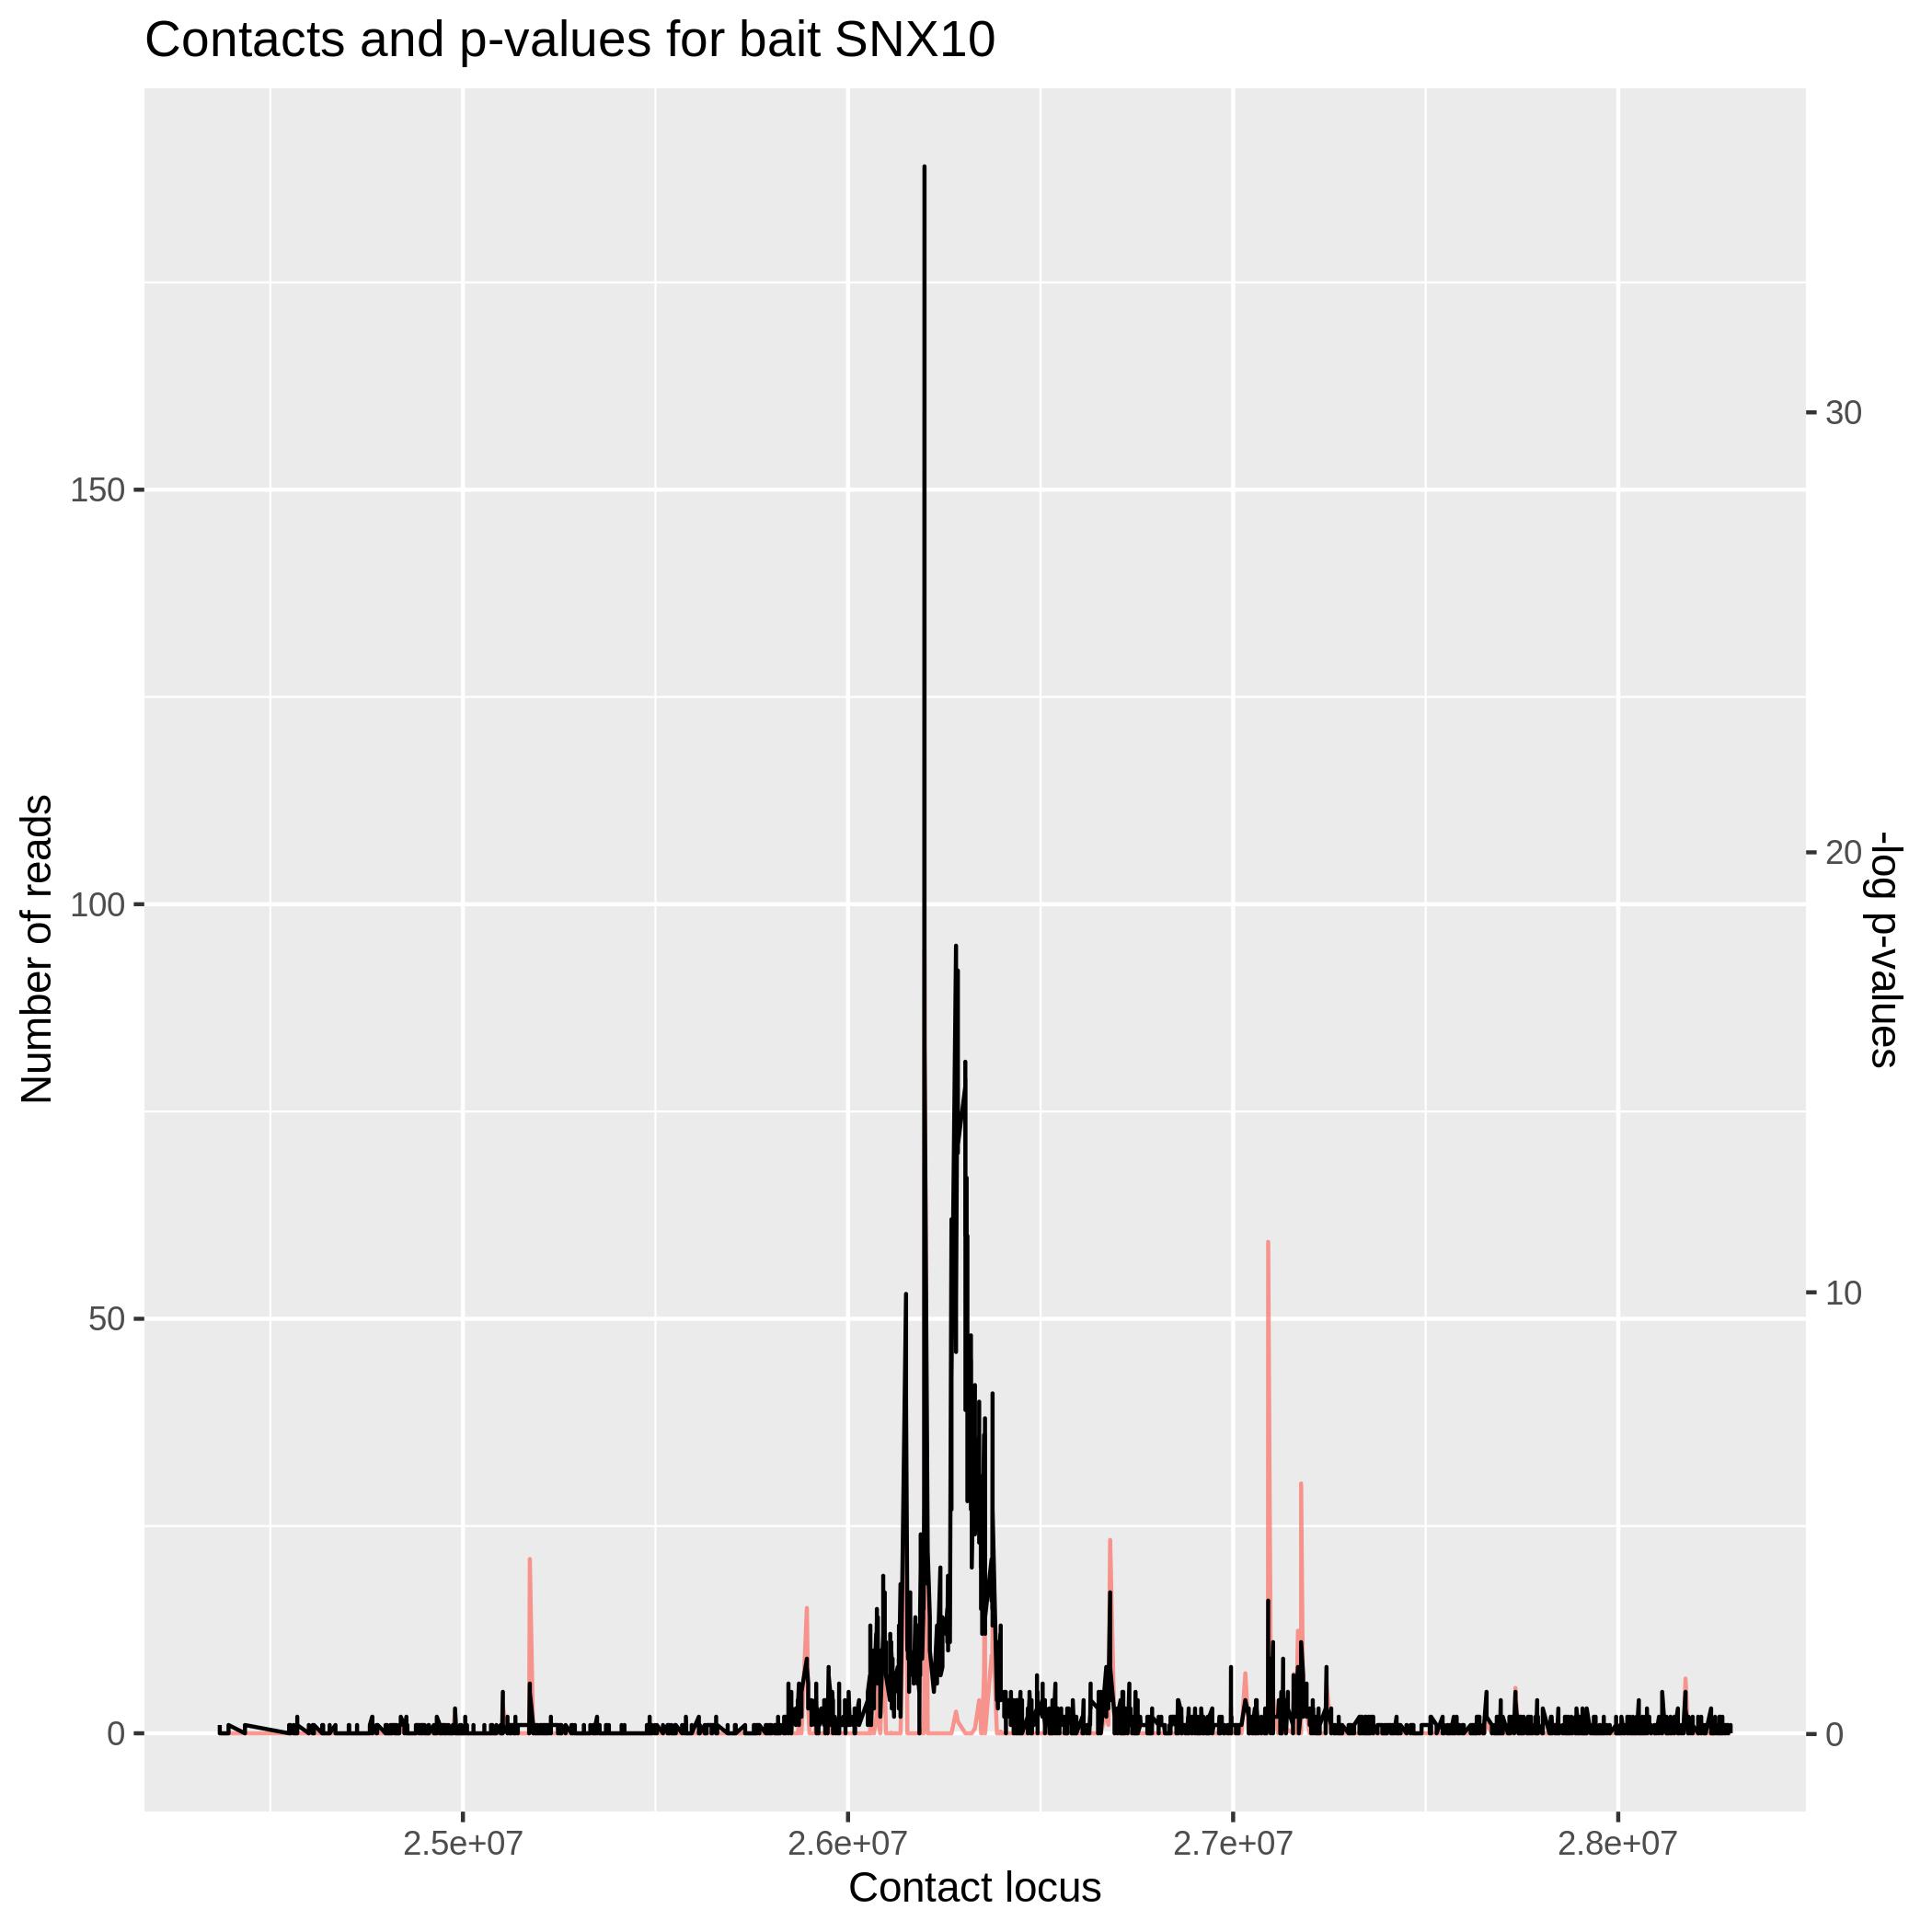 Contacts and p-values for bait SNX10
Number of reads
150
100
50
0
30
20
10
0
-log p-values
2.5e+07
2.6e+07
2.7e+07
2.8e+07
Contact locus